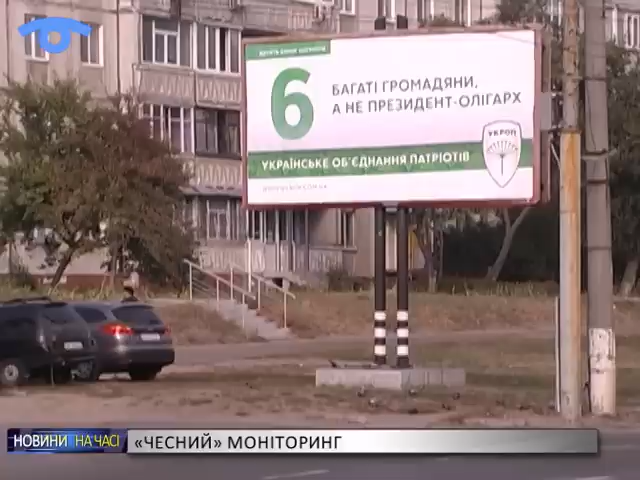 6
БАГАТІ ГРОМАДЯНИ,
А НЕ ПРЕЗИДЕНТ-ОЛІГАРХ
УКРАЇНСЬКЕ ОБ'ЄДНАННЯ ПАТРІОТІВ
УКРОП
НОВИНИ НА ЧАСІ
«ЧЕСНИЙ» МОНІТОРИНГ